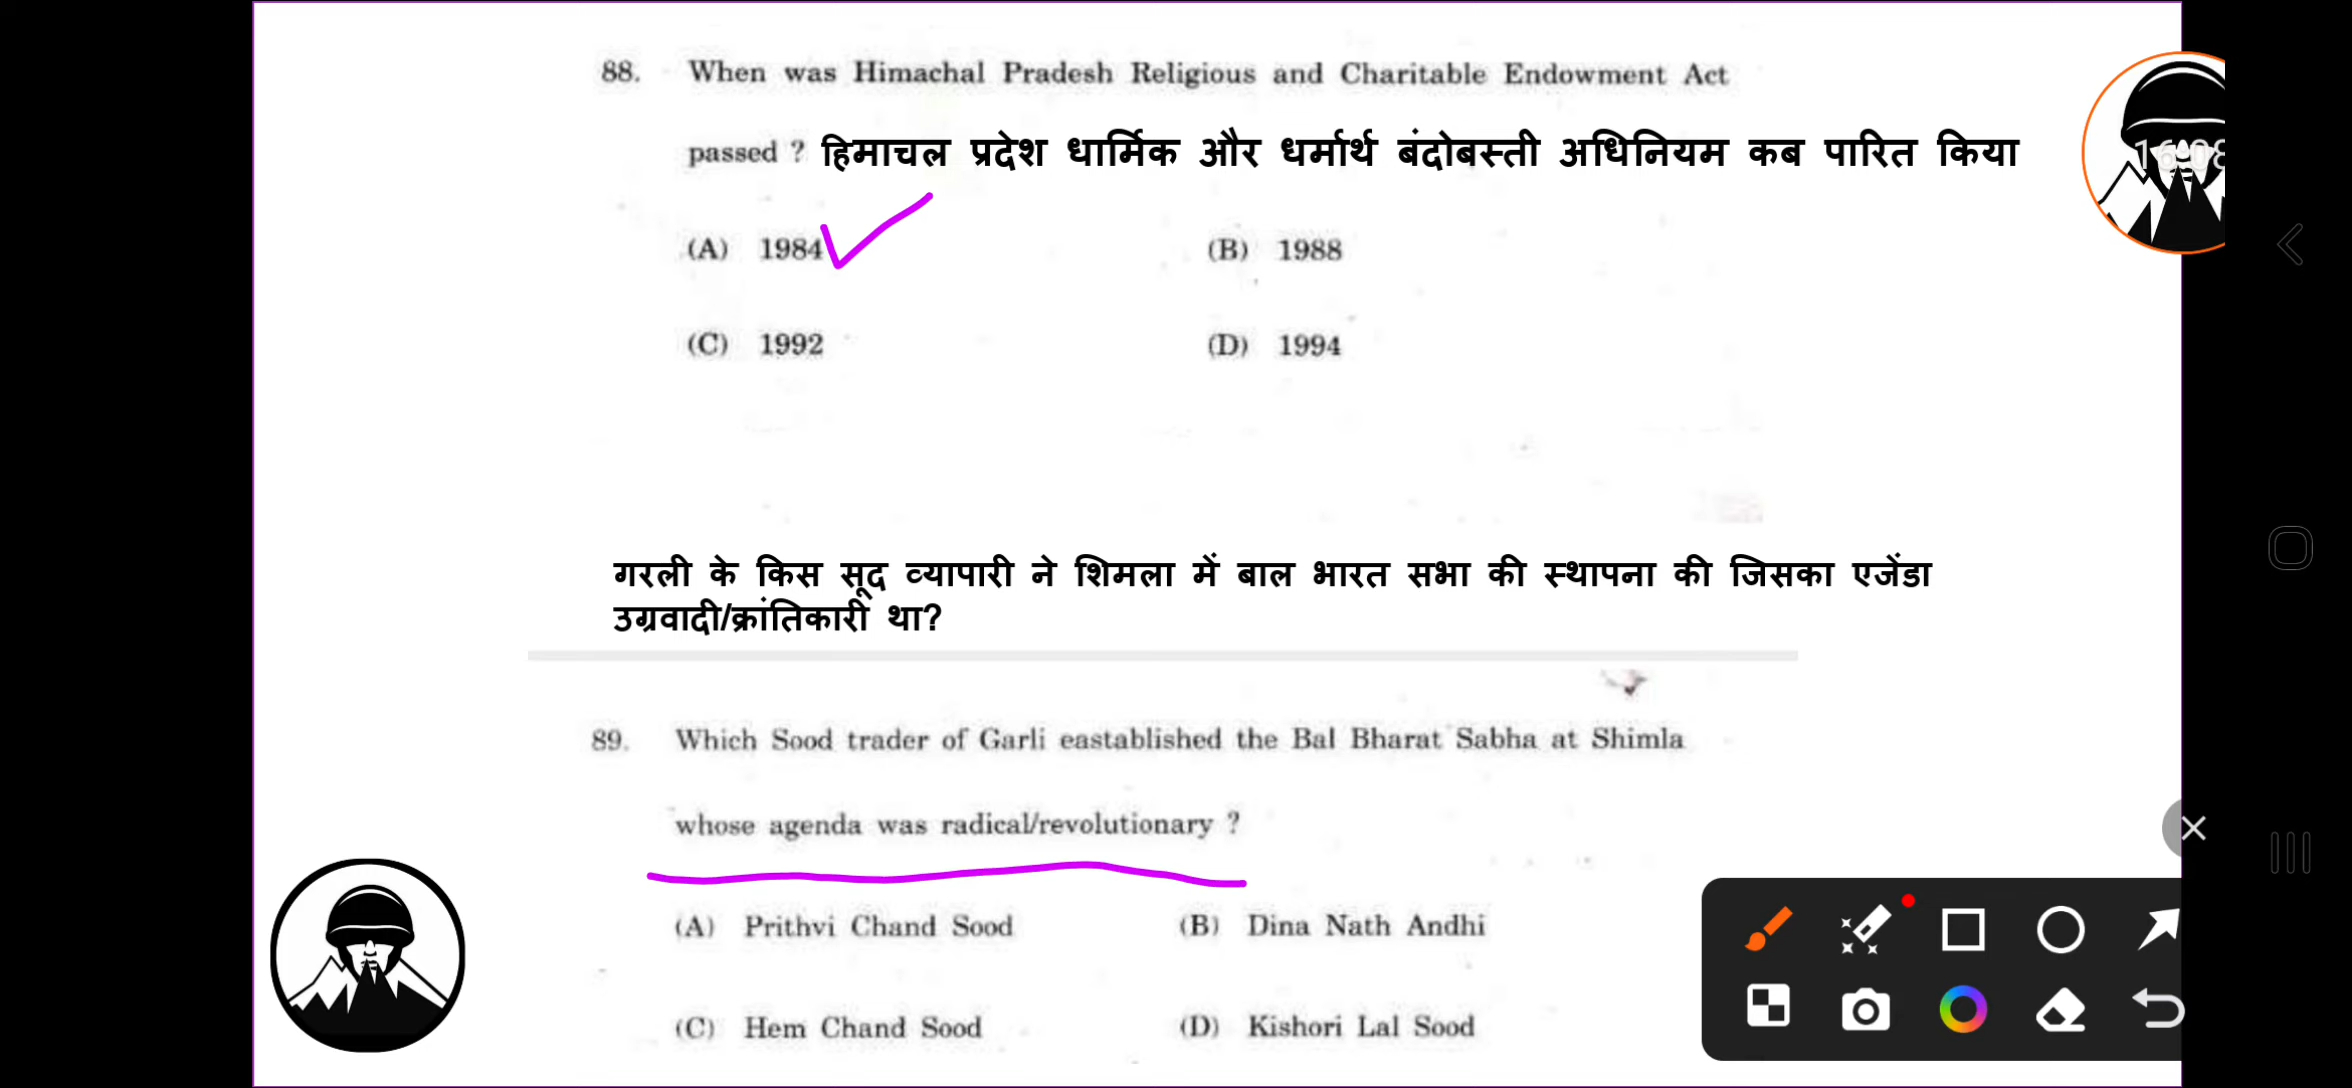 88. When was Himachal Pradesh Religious and Charitable Endowment Act
passed ? हिमाचल प्रदेश धार्मिक और धर्मार्थ बंदोबस्ती अधिनियम कब पारित किया
16:08
(A) 1984 (B) 1988
(C) 1992 (D) 1994
गरली के किस सूद व्यापारी ने शिमला में बाल भारत सभा की स्थापना की जिसका एजेंडा
उग्रवादी/क्रांतिकारी था?
89. Which Sood trader of Garli eastablished the Bal Bharat Sabha at Shimla
whose agenda was radical/revolutionary ?
(A) Prithvi Chand Sood (B) Dina Nath Andhi
(C) Hem Chand Sood (D) Kishori Lal Sood